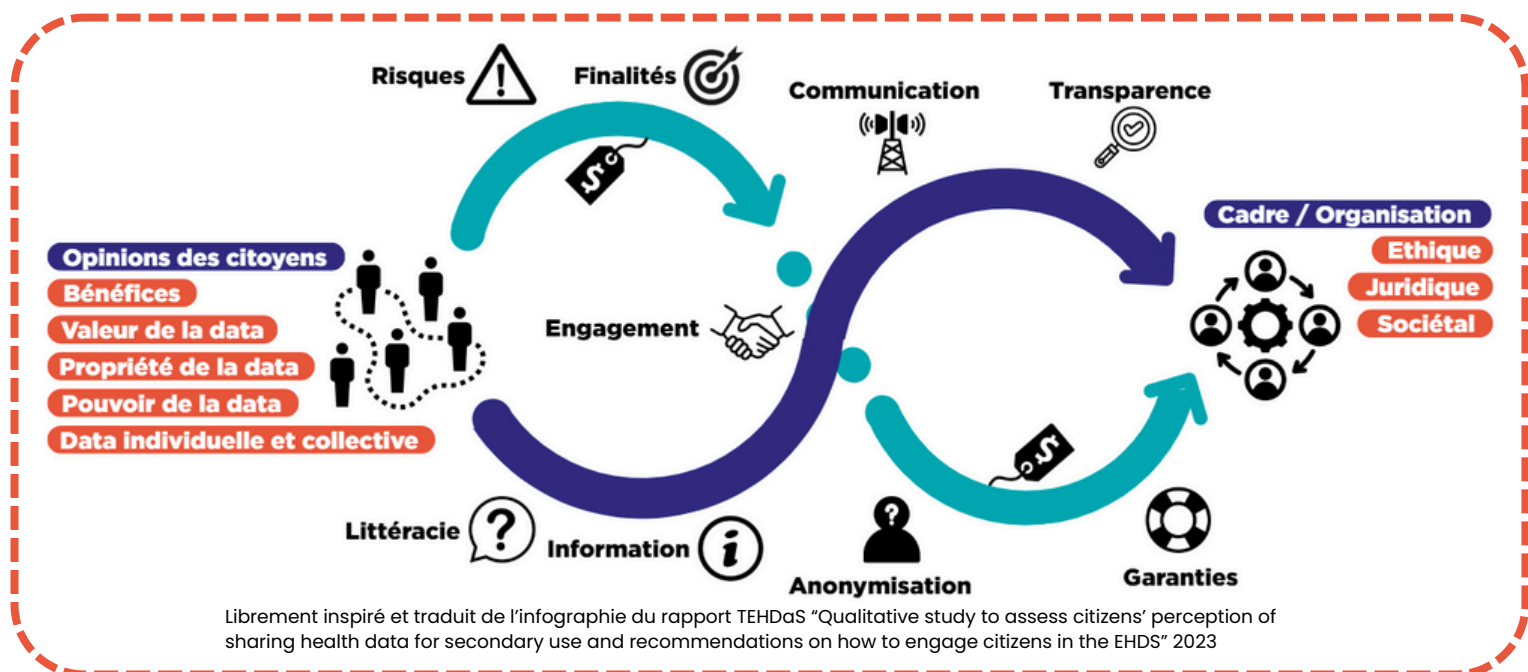 Risques
Finalités
Communication
Transparence
Opinions des citoyens
Bénéfices
Valeur de la data
Propriété de la data
Pouvoir de la data
Data individuelle et collective
Engagement
Cadre / Organisation
Ethique
Juridique
Sociétal
Littéracie
Information
Anonymisation
Garanties
Librement inspiré et traduit de l’infographie du rapport TEHDaS “Qualitative study to assess citizens’ perception of
sharing health data for secondary use and recommendations on how to engage citizens in the EHDS” 2023